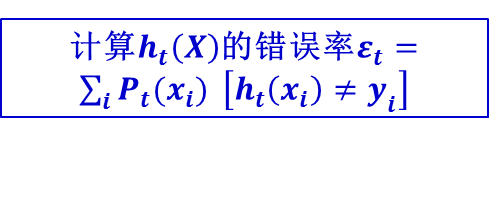 计算h_t(X)的错误率ε_t =
∑_i P_t(x_i) [h_t(x_i) ≠ y_i]